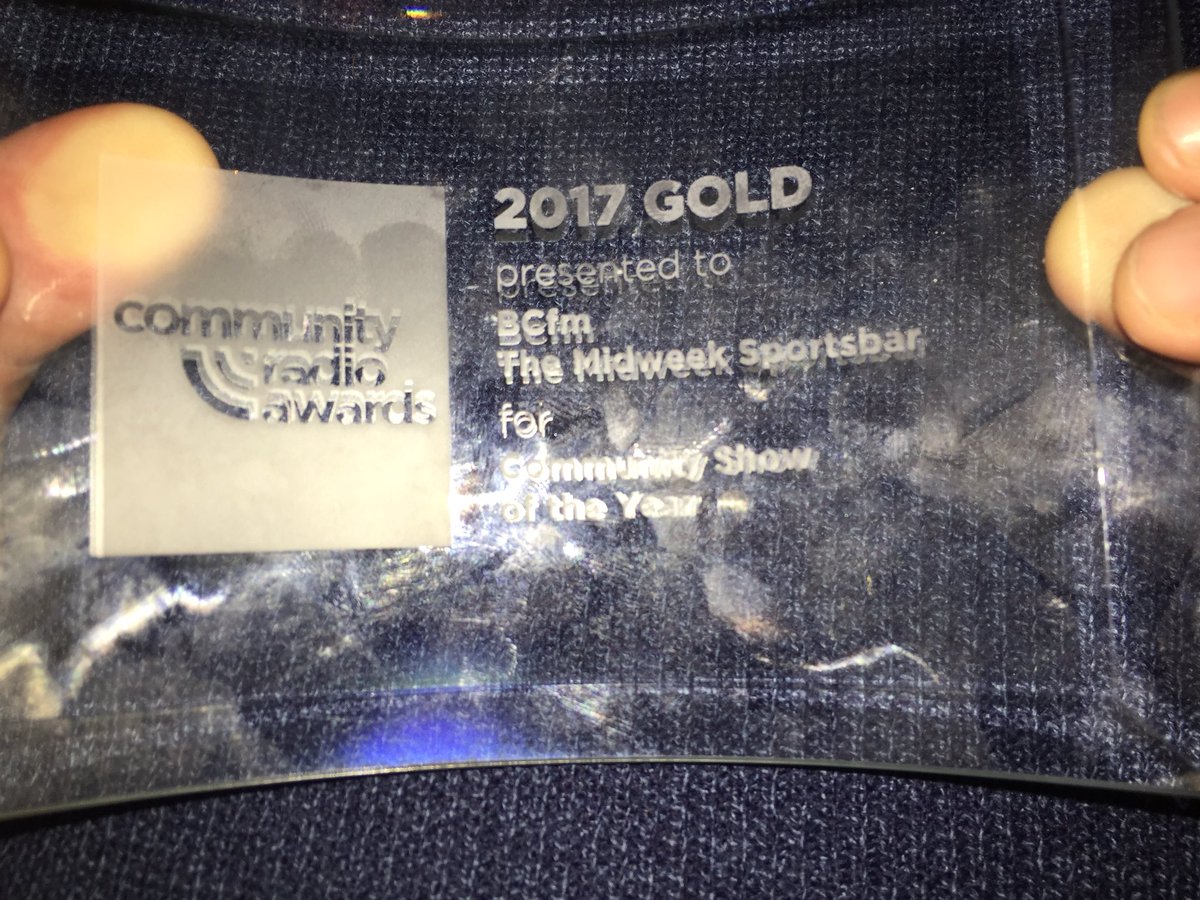 community
radio
awards
2017 GOLD
presented to
BCfm
The Midweek Sportsbar
for
Community Show
of the Year